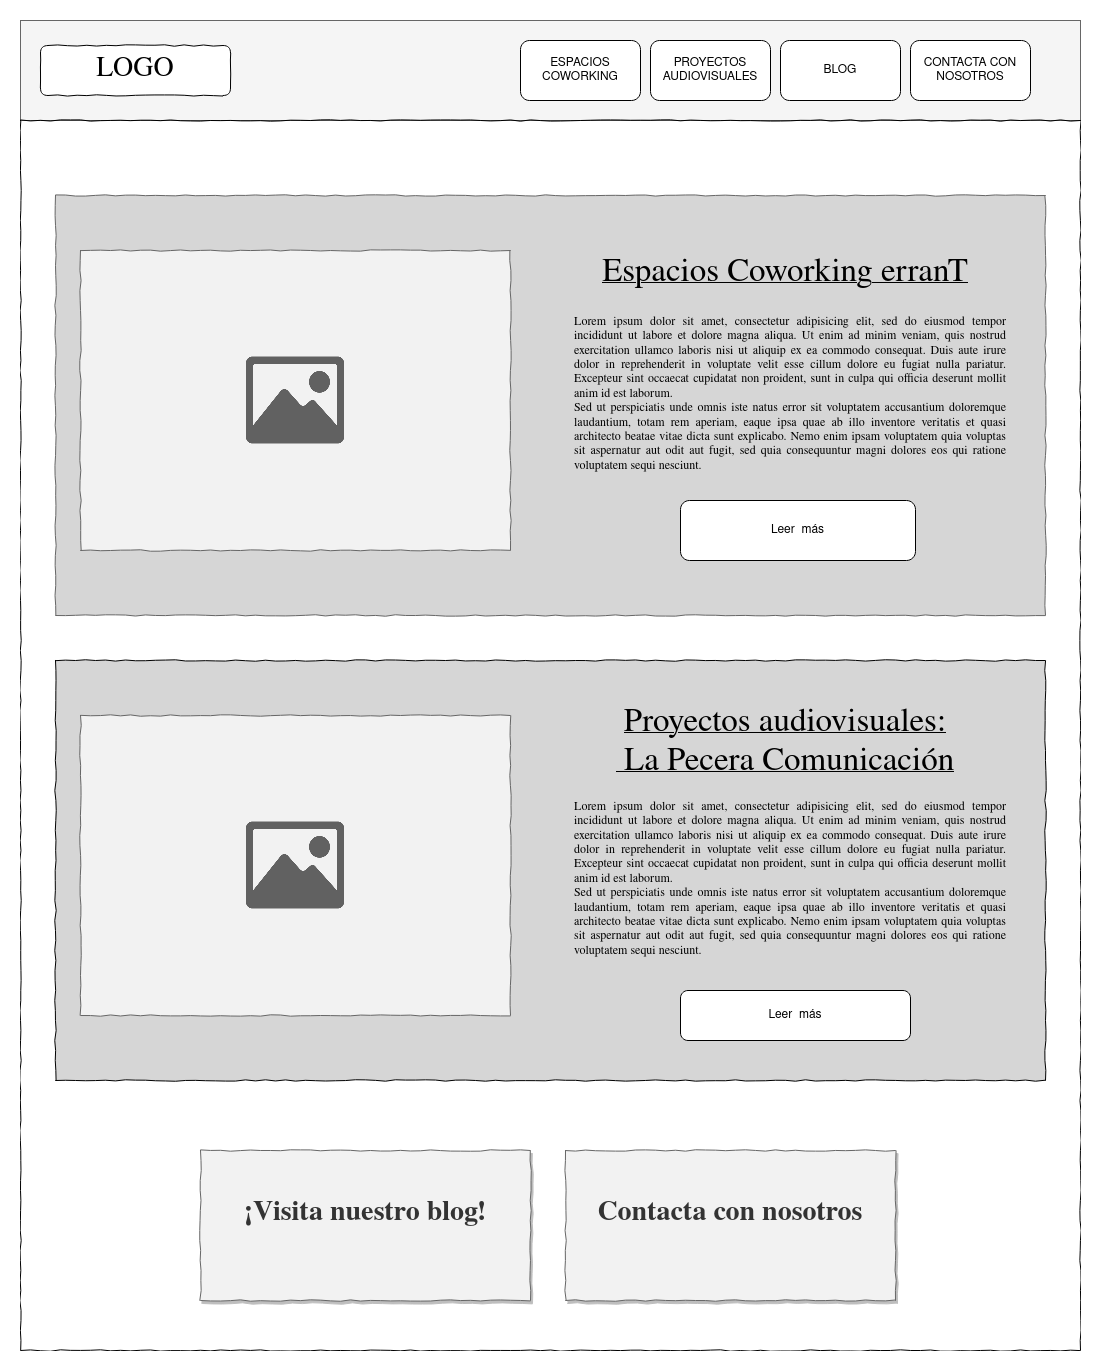 LOGO
ESPACIOS
COWORKING
PROYECTOS
AUDIOVISUALES
BLOG
CONTACTA CON
NOSOTROS
Espacios Coworking erranT
Lorem ipsum dolor sit amet, consectetur adipisicing elit, sed do eiusmod tempor
incididunt ut labore et dolore magna aliqua. Ut enim ad minim veniam, quis nostrud
exercitation ullamco laboris nisi ut aliquip ex ea commodo consequat. Duis aute irure
dolor in reprehenderit in voluptate velit esse cillum dolore eu fugiat nulla pariatur.
Excepteur sint occaecat cupidatat non proident, sunt in culpa qui officia deserunt mollit
anim id est laborum.
Sed ut perspiciatis unde omnis iste natus error sit voluptatem accusantium doloremque
laudantium, totam rem aperiam, eaque ipsa quae ab illo inventore veritatis et quasi
architecto beatae vitae dicta sunt explicabo. Nemo enim ipsam voluptatem quia voluptas
sit aspernatur aut odit aut fugit, sed quia consequuntur magni dolores eos qui ratione
voluptatem sequi nesciunt.
Leer más
Proyectos audiovisuales:
La Pecera Comunicación
Lorem ipsum dolor sit amet, consectetur adipisicing elit, sed do eiusmod tempor
incididunt ut labore et dolore magna aliqua. Ut enim ad minim veniam, quis nostrud
exercitation ullamco laboris nisi ut aliquip ex ea commodo consequat. Duis aute irure
dolor in reprehenderit in voluptate velit esse cillum dolore eu fugiat nulla pariatur.
Excepteur sint occaecat cupidatat non proident, sunt in culpa qui officia deserunt mollit
anim id est laborum.
Sed ut perspiciatis unde omnis iste natus error sit voluptatem accusantium doloremque
laudantium, totam rem aperiam, eaque ipsa quae ab illo inventore veritatis et quasi
architecto beatae vitae dicta sunt explicabo. Nemo enim ipsam voluptatem quia voluptas
sit aspernatur aut odit aut fugit, sed quia consequuntur magni dolores eos qui ratione
voluptatem sequi nesciunt.
Leer más
¡Visita nuestro blog!
Contacta con nosotros